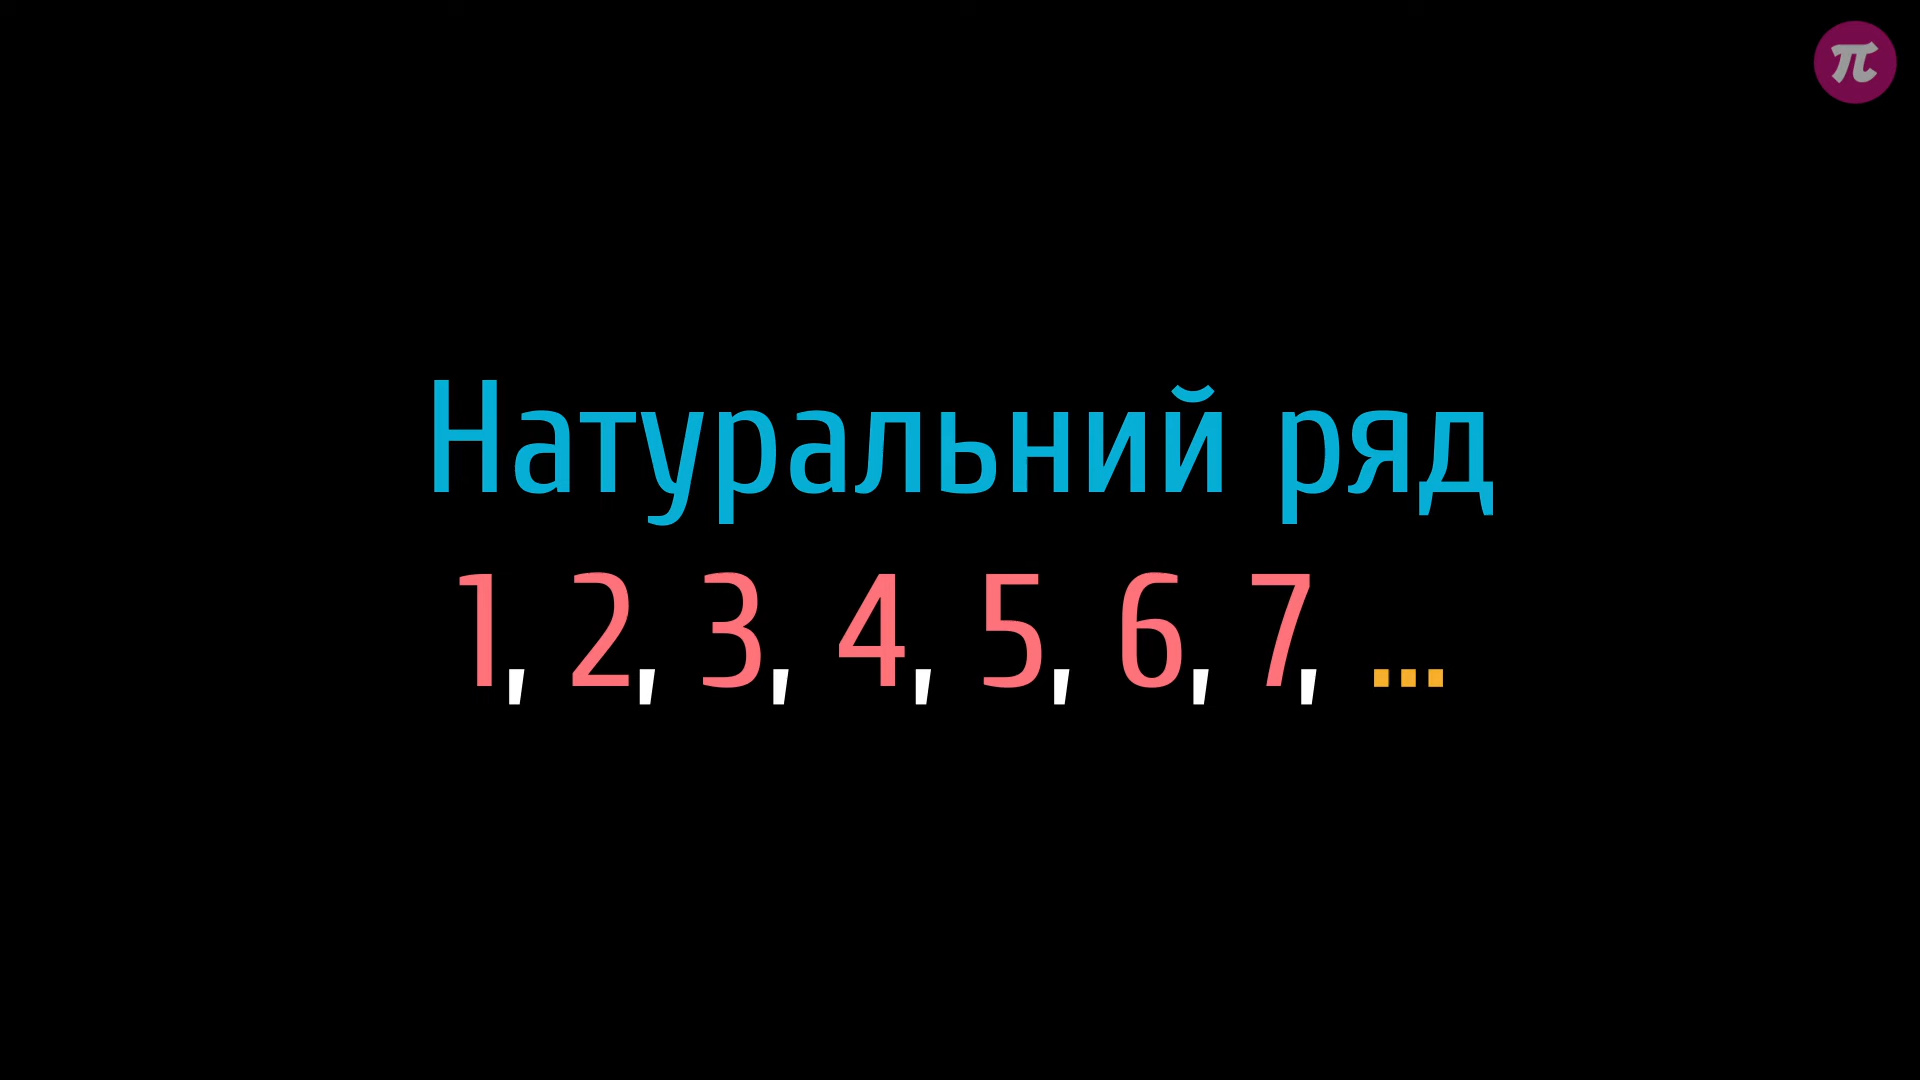 π
Натуральний ряд
1, 2, 3, 4, 5, 6, 7, ...